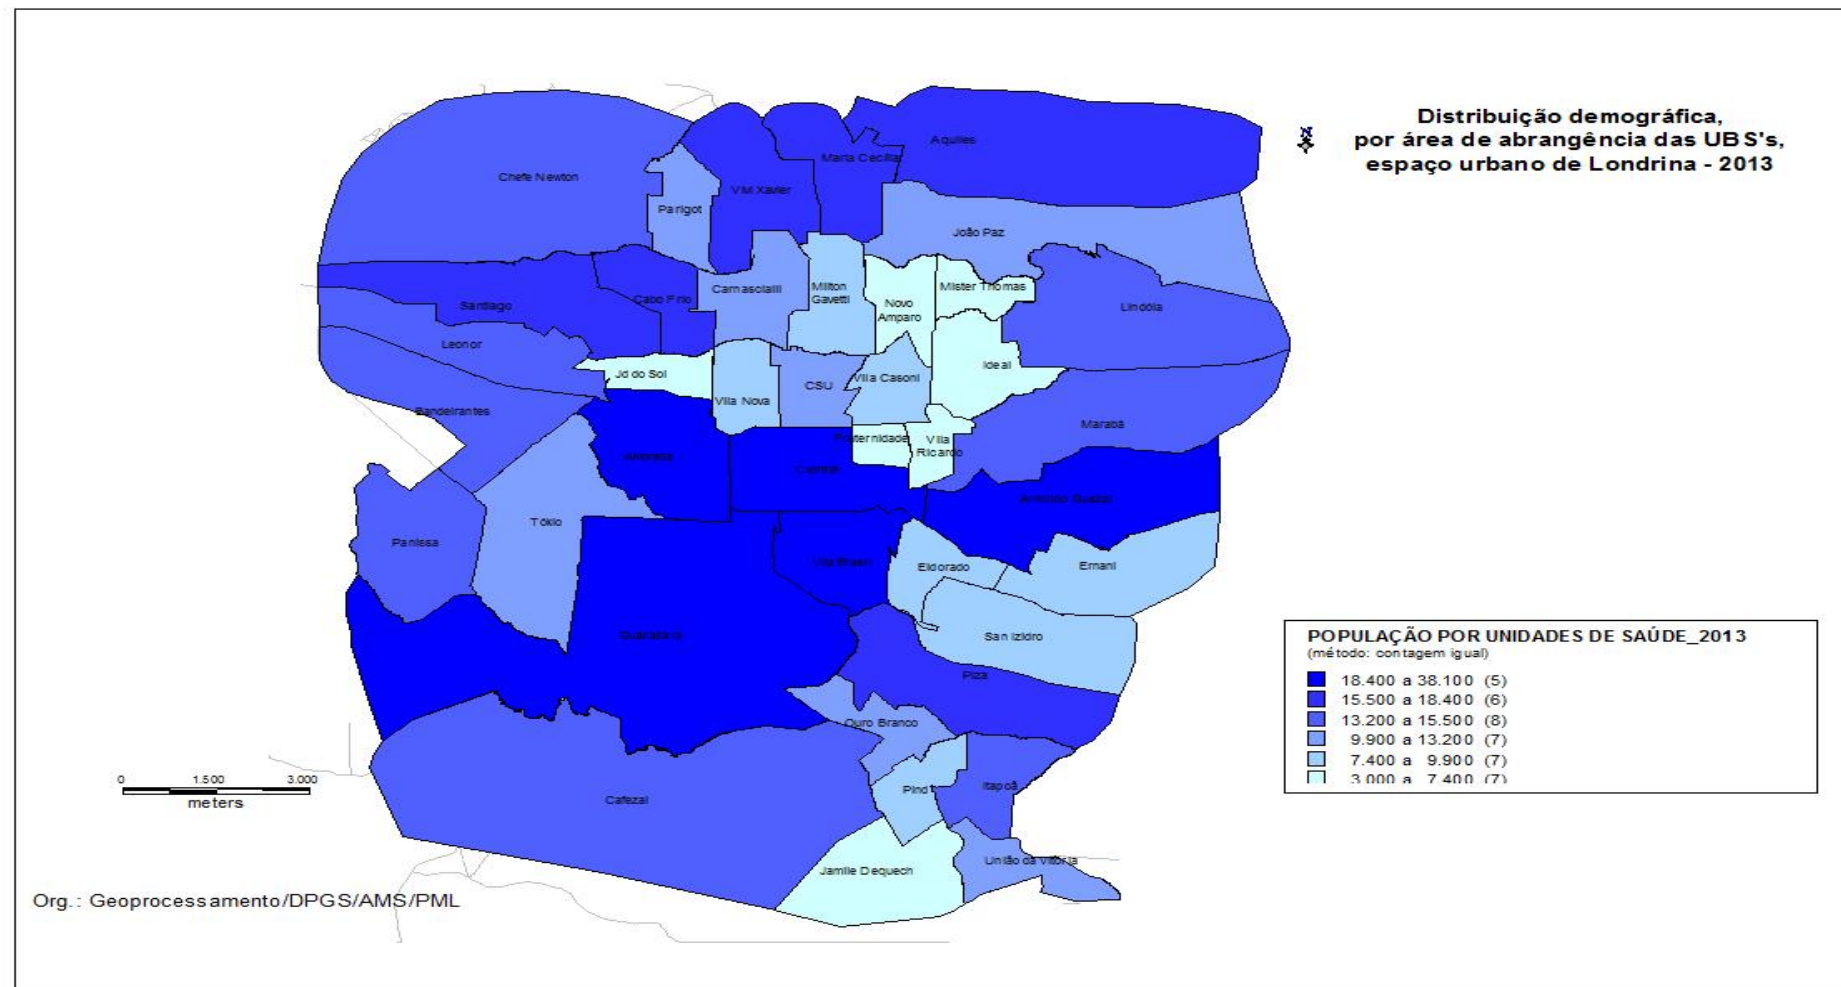 Distribuição demográfica,
por área de abrangência das UBS's,
espaço urbano de Londrina - 2013
N
Aquiles
Maria Cecília
Chefe Newton
VM Xavier
Parigot
João Paz
Carnascialli
Milton
Gavetti
Novo
Amparo
Mister Thomas
Santiago
Cabo Frio
Lindóia
Leonor
Jd do Sol
Ideal
CSU
Vila Casoni
Vila Nova
Bandeirantes
Marabá
Fraternidade
Vila
Ricardo
Centro
Tókio
Panissa
Vila Brasil
Eldorado
Ernani
San Izidro
Guanabara
Piza
Ouro Branco
Pind
Itapoã
Cafezal
União da Vitória
Jamile Dequech
POPULAÇÃO POR UNIDADES DE SAÚDE_2013
(método: contagem igual)
18.400 a 38.100 (5)
15.500 a 18.400 (6)
13.200 a 15.500 (8)
9.900 a 13.200 (7)
7.400 a 9.900 (7)
3.000 a 7.400 (7)
0 1.500 3.000
meters
Org.: Geoprocessamento/DPGS/AMS/PML